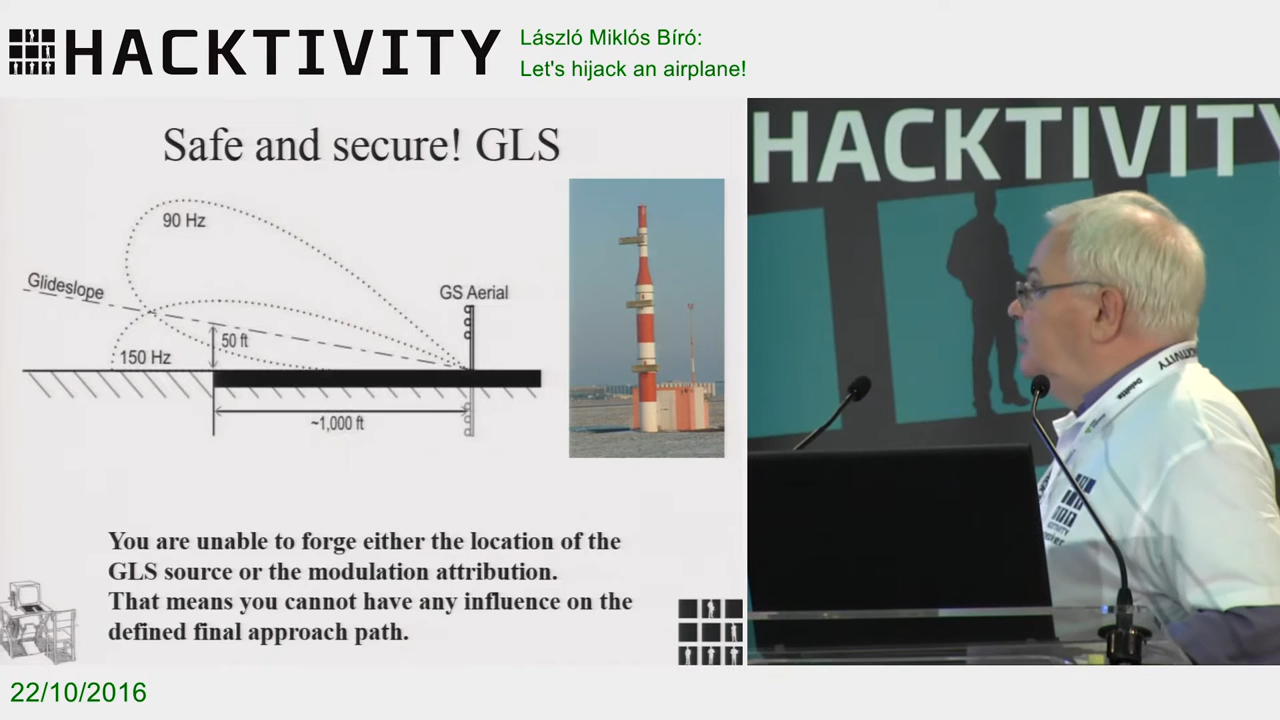 HACKTIVITY
László Miklós Bíró:
Let's hijack an airplane!
Safe and secure! GLS
90 Hz
Glideslope
GS Aerial
50 ft
150 Hz
~1,000 ft
You are unable to forge either the location of the
GLS source or the modulation attribution.
That means you cannot have any influence on the
defined final approach path.
HACKTIVITY
HACKTIVITY
Deloitte
22/10/2016